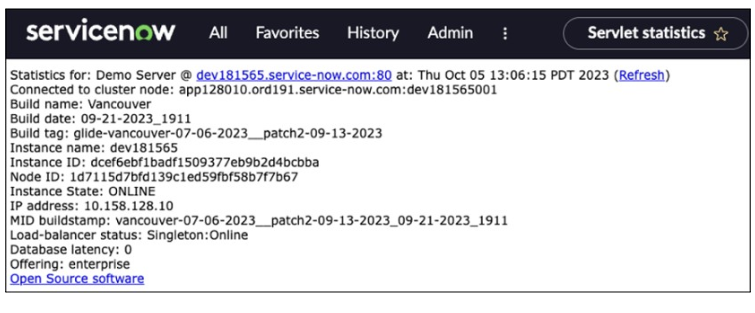 servicenow All Favorites History Admin Servlet statistics
Statistics for: Demo Server @ dev181565.service-now.com:80 at: Thu Oct 05 13:06:15 PDT 2023 (Refresh)
Connected to cluster node: app128010.ord191.service-now.com:dev181565001
Build name: Vancouver
Build date: 09-21-2023_1911
Build tag: glide-vancouver-07-06-2023__patch2-09-13-2023
Instance name: dev181565
Instance ID: dcef6ebf1badf1509377eb9b2d4bcbba
Node ID: 1d7115d7bfd139c1ed59fbf58b7f7b67
Instance State: ONLINE
IP address: 10.158.128.10
MID buildstamp: vancouver-07-06-2023__patch2-09-13-2023_09-21-2023_1911
Load-balancer status: Singleton:Online
Database latency: 0
Offering: enterprise
Open Source software